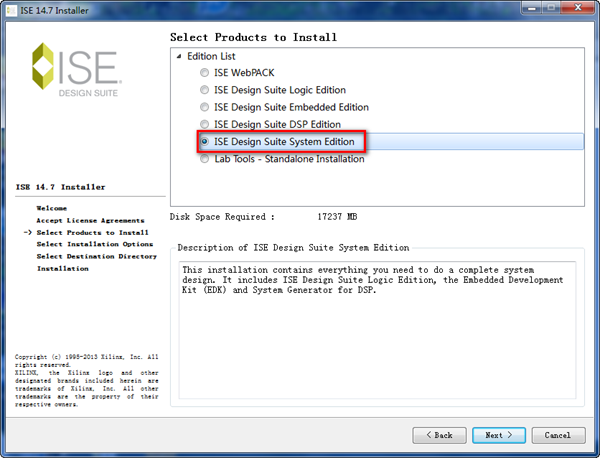 ISE 14.7 Installer
ISE
DESIGN SUITE
Select Products to Install
Edition List
ISE WebPACK
ISE Design Suite Logic Edition
ISE Design Suite Embedded Edition
ISE Design Suite DSP Edition
ISE Design Suite System Edition
Lab Tools - Standalone Installation
ISE 14.7 Installer
Welcome
Accept License Agreements
-> Select Products to Install
Select Installation Options
Select Destination Directory
Installation
Disk Space Required : 17237 MB
Description of ISE Design Suite System Edition
This installation contains everything you need to do a complete system
design. It includes ISE Design Suite Logic Edition, the Embedded Development
Kit (EDK) and System Generator for DSP.
Copyright (c) 1995-2013 Xilinx, Inc. All
rights reserved.
XILINX, the Xilinx logo and other
designated brands included herein are
trademarks of Xilinx, Inc. All other
trademarks are the property of their
respective owners.
< Back
Next >
Cancel